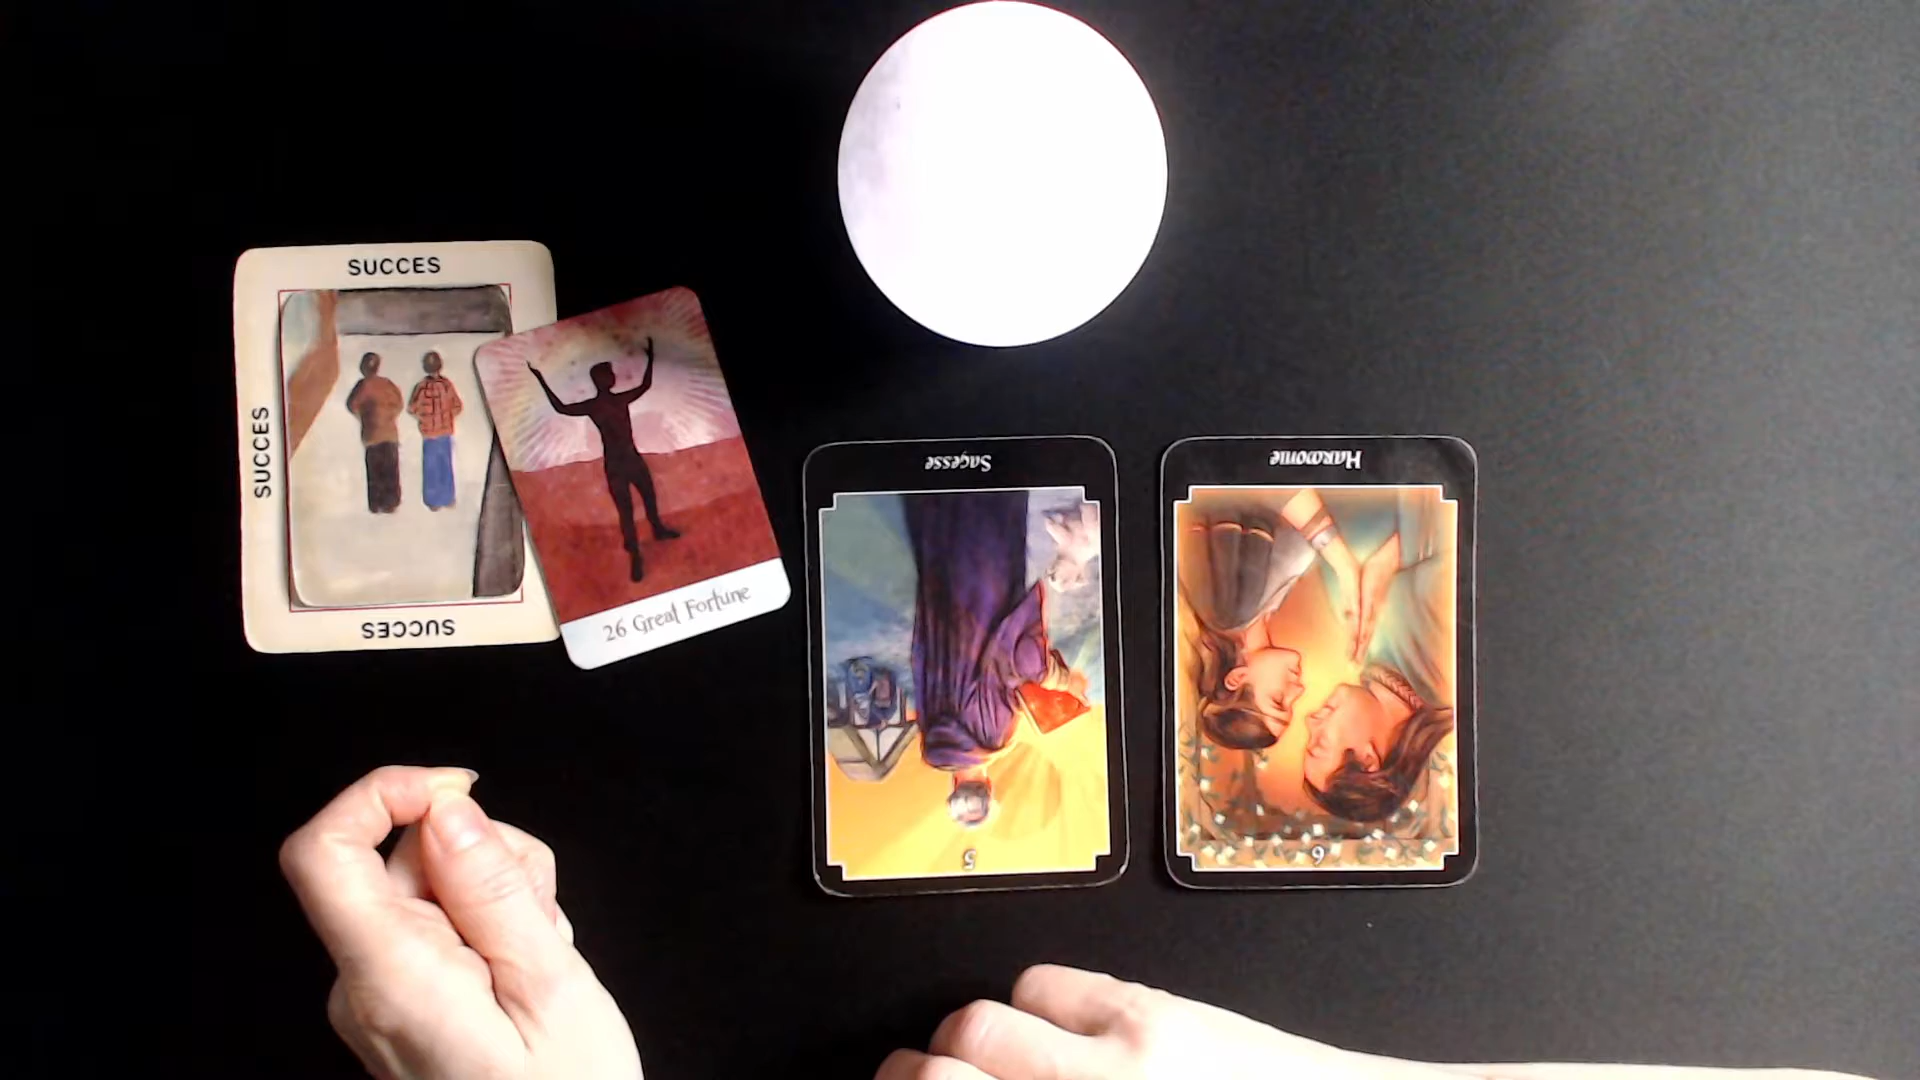 SUCCES
SUCCES
SUCCES
26 Great Fortune
Sagesse
5
Harmonie
6